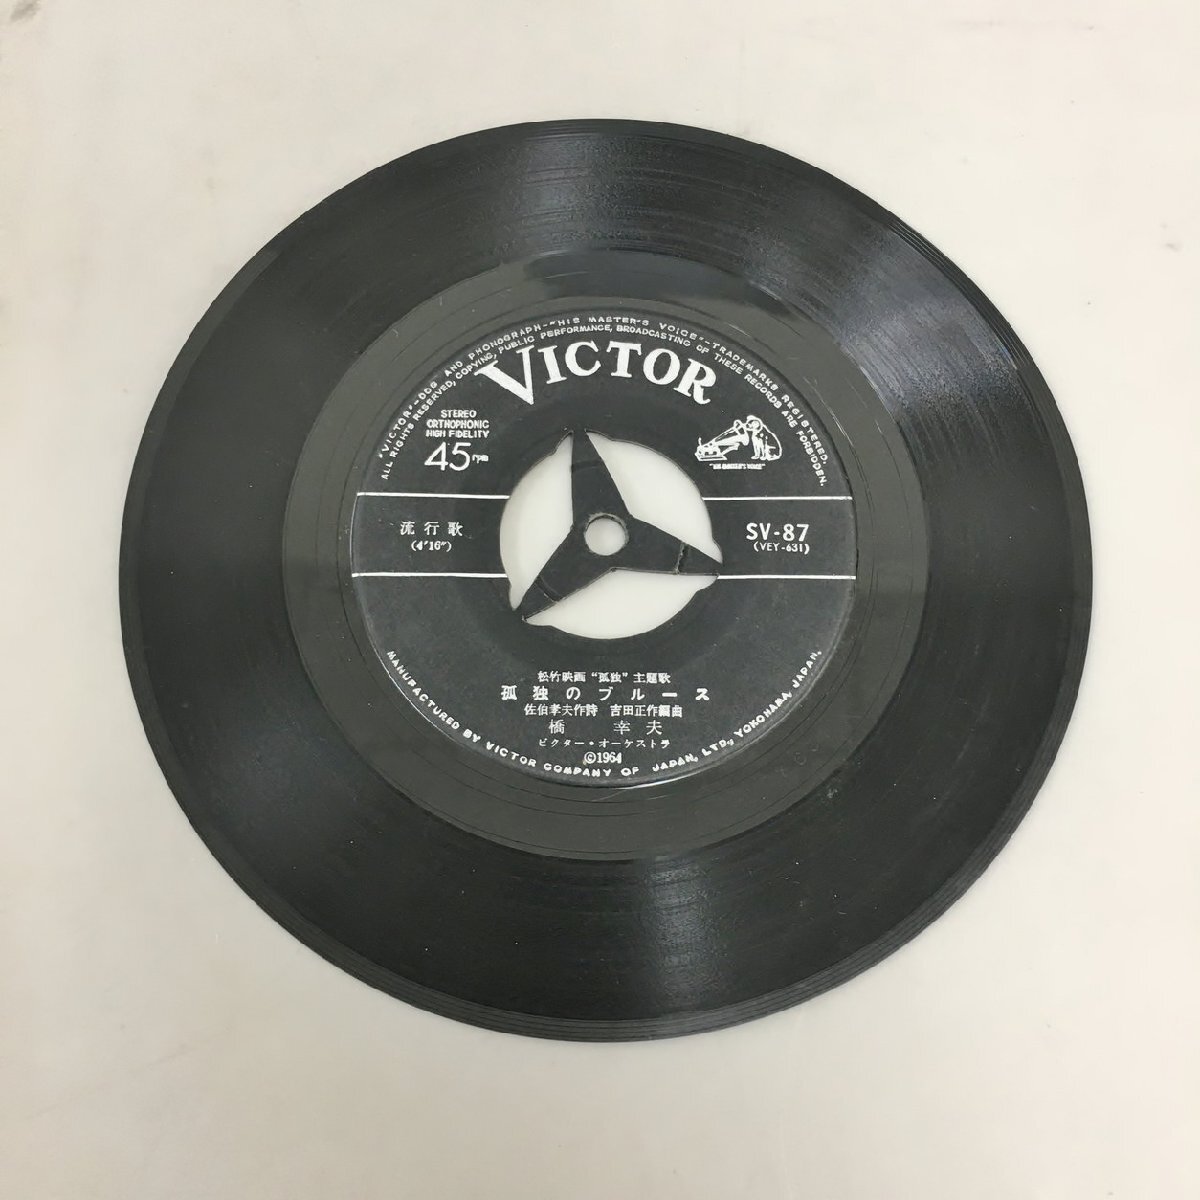 "VICTOR"-DOG AND PHONOGRAPH-"HIS MASTER'S VOICE"-TRADEMARKS REGISTERED.
ALL RIGHTS RESERVED, COPYING, PUBLIC PERFORMANCE, BROADCASTING OF THESE RECORDS ARE FORBIDDEN.
VICTOR
STEREO
ORTHOPHONIC
HIGH FIDELITY
45 rpm
"HIS MASTER'S VOICE"
流行歌
(4'16")
SV-87
(VEY-631)
松竹映画 "孤独" 主題歌
孤独のブルース
佐伯孝夫作詩 吉田正作編曲
橋 幸夫
ビクター・オーケストラ
©1964
MANUFACTURED BY VICTOR COMPANY OF JAPAN, LTD., YOKOHAMA, JAPAN.